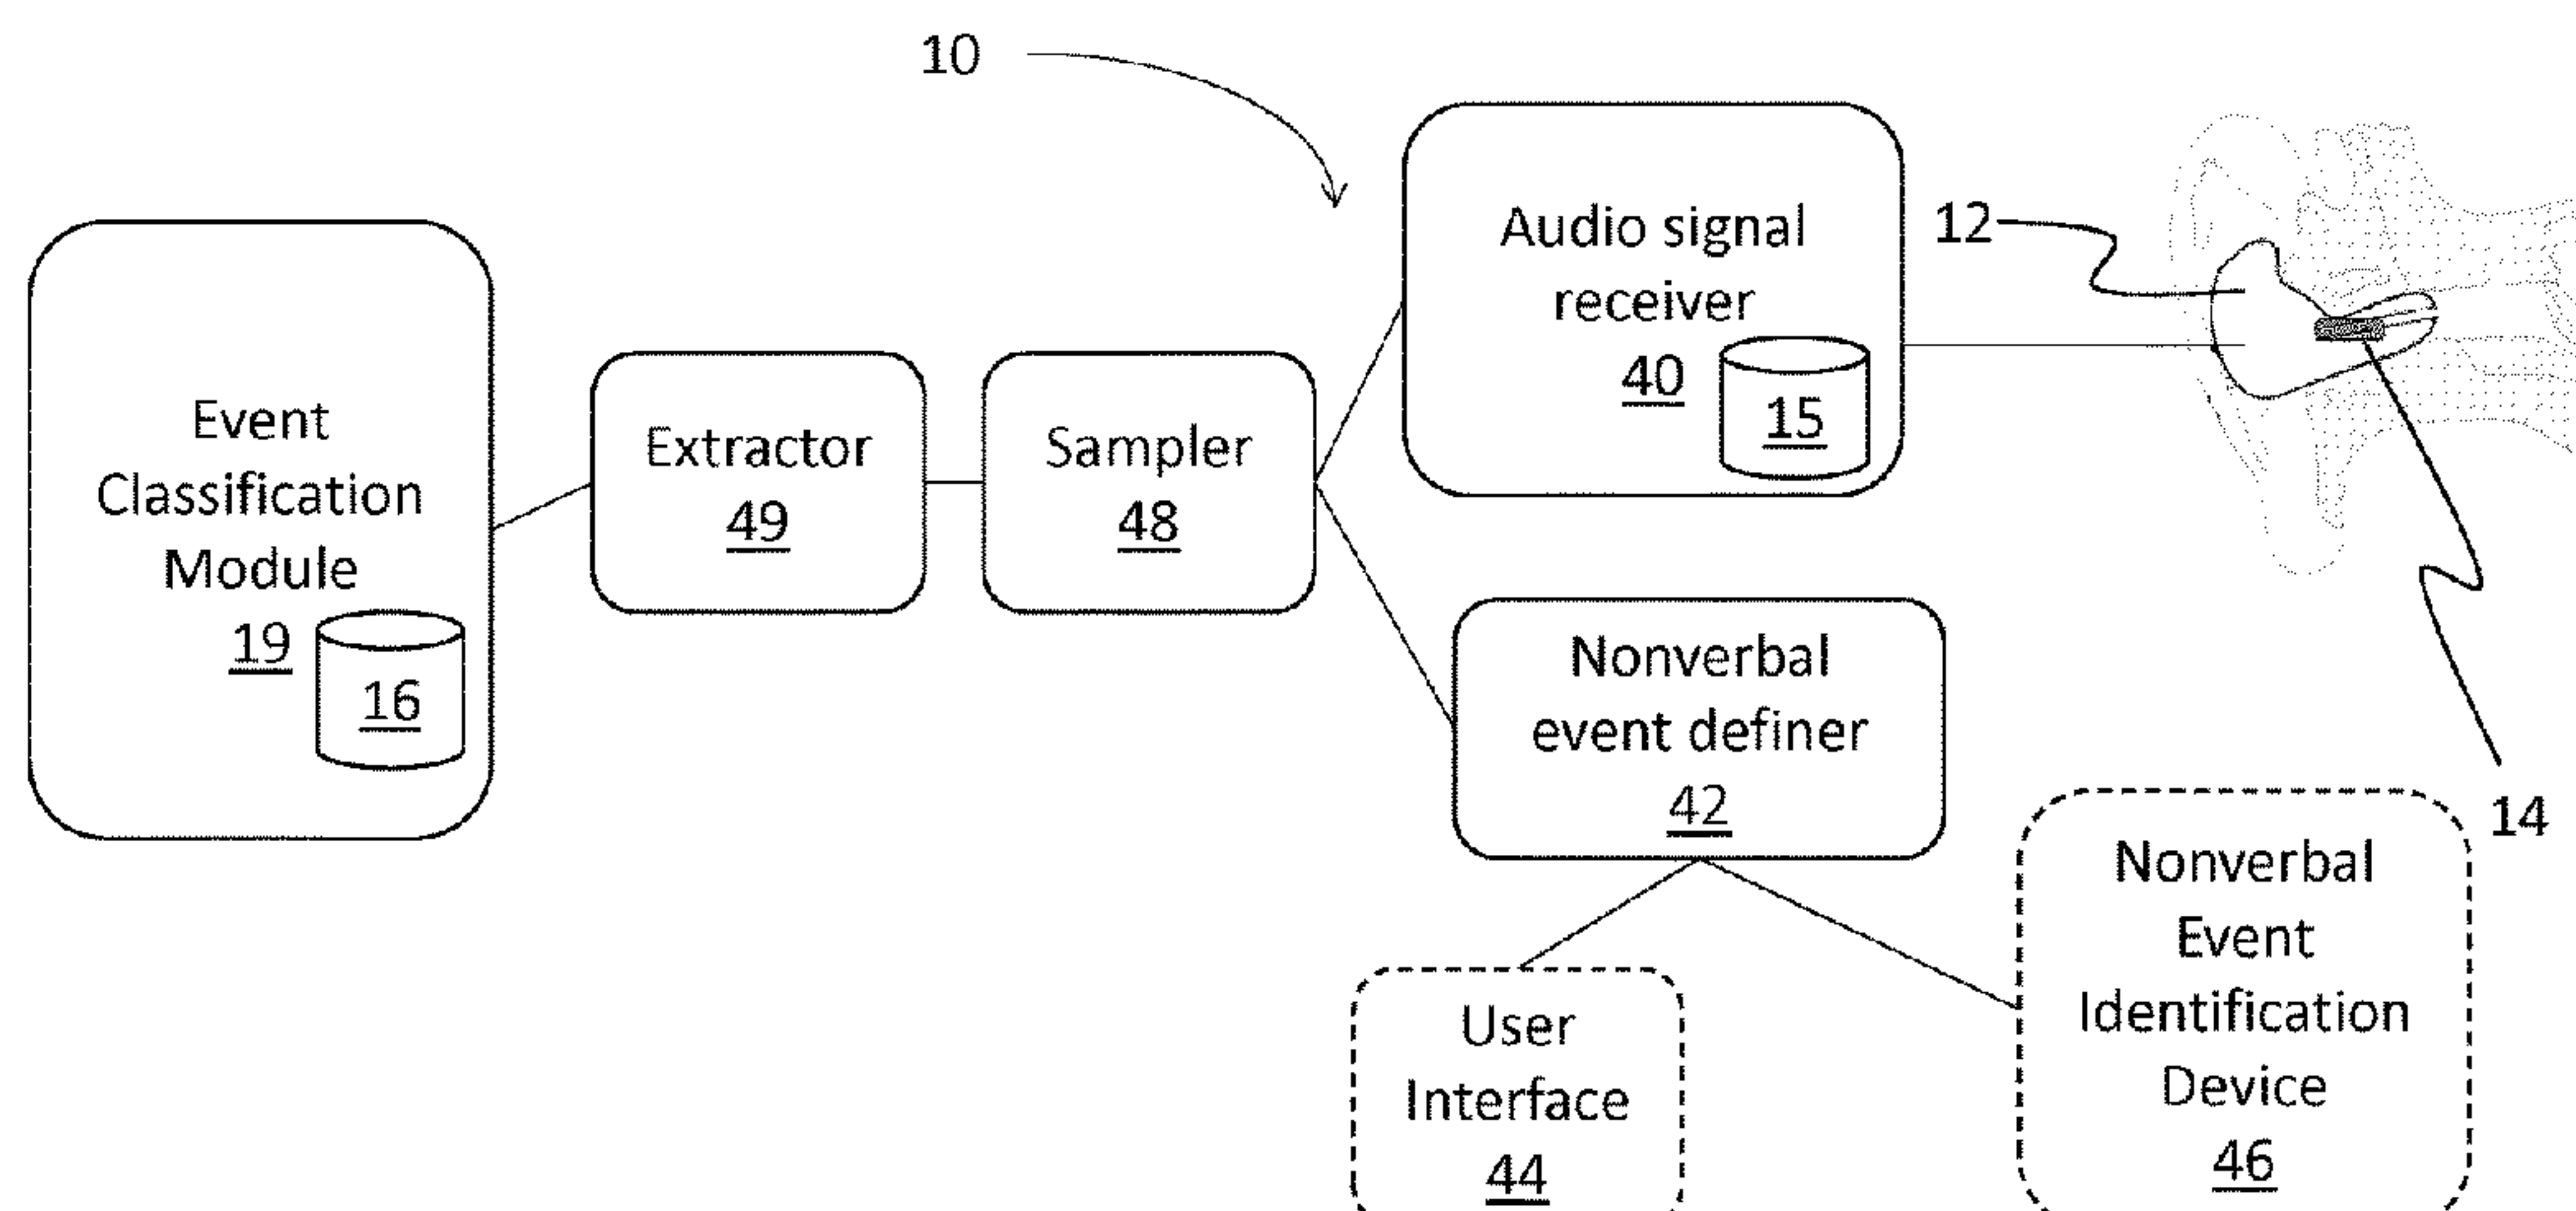 10
Audio signal
receiver
40
15
12
14
Event
Classification
Module
19
16
Extractor
49
Sampler
48
Nonverbal
event definer
42
User
Interface
44
Nonverbal
Event
Identification
Device
46